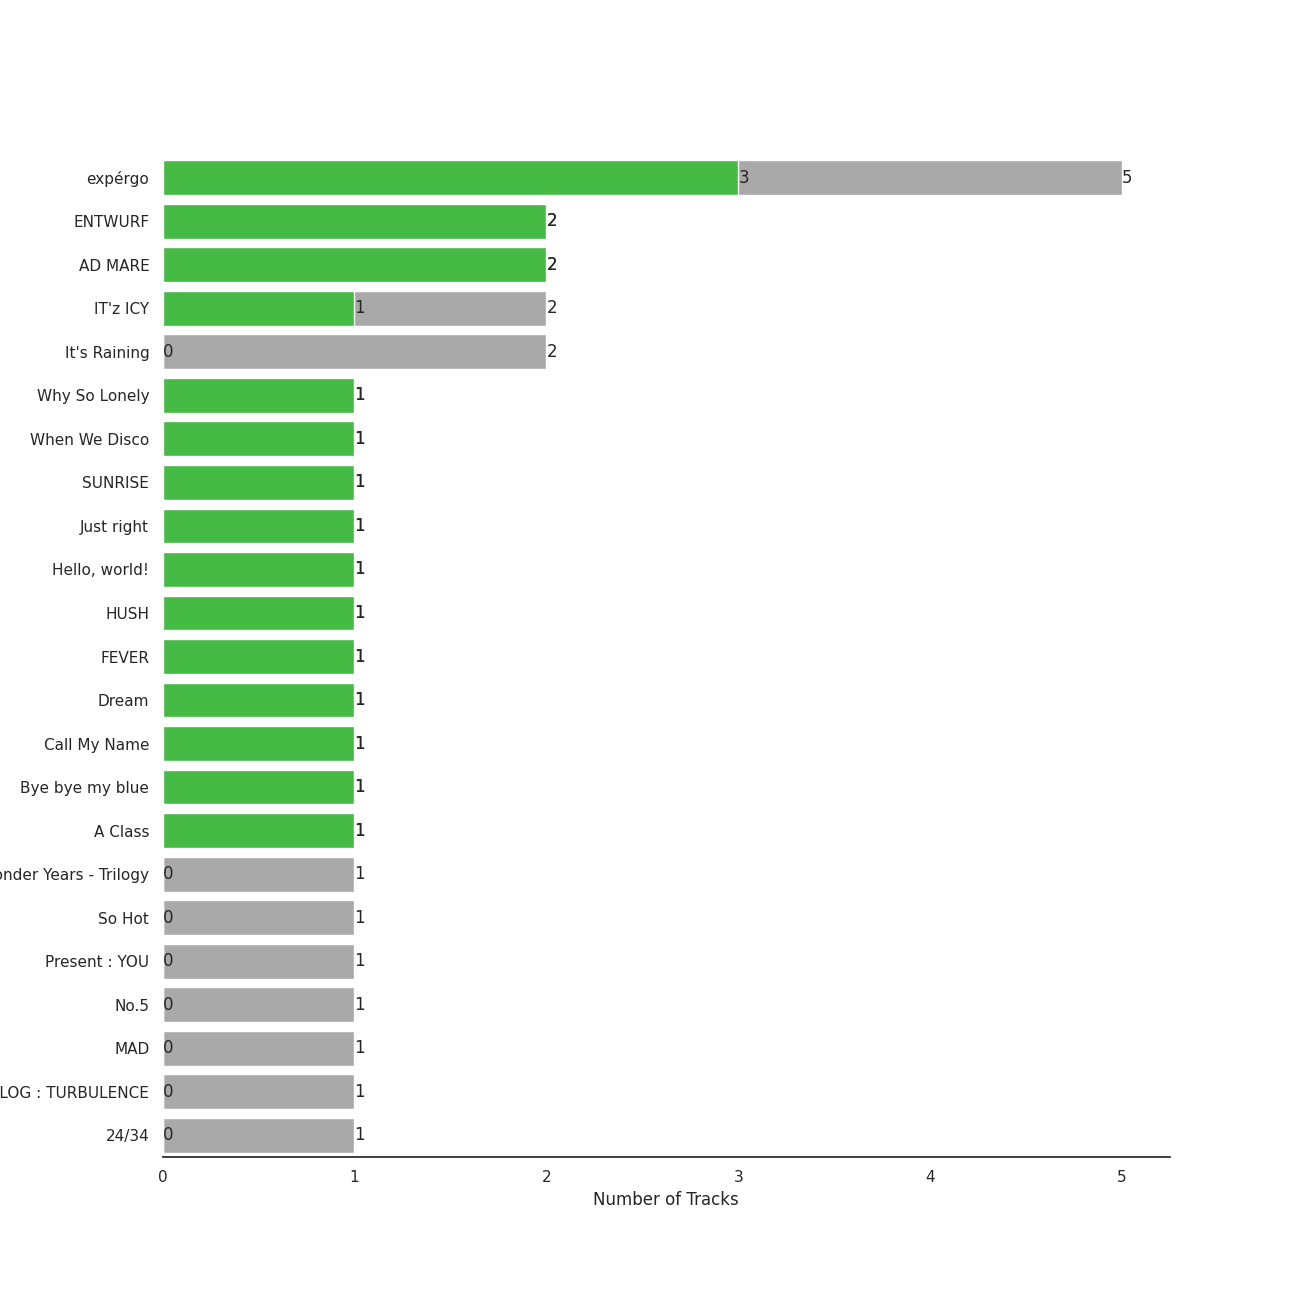 expérgo 3 5
ENTWURF 2
AD MARE 2
IT'z ICY 1 2
It's Raining 0 2
Why So Lonely 1
When We Disco 1
SUNRISE 1
Just right 1
Hello, world! 1
HUSH 1
FEVER 1
Dream 1
Call My Name 1
Bye bye my blue 1
A Class 1
Years - Trilogy 0 1
So Hot 0 1
Present : YOU 0 1
No.5 0 1
MAD 0 1
: TURBULENCE 0 1
24/34 0 1
0 1 2 3 4 5
Number of Tracks